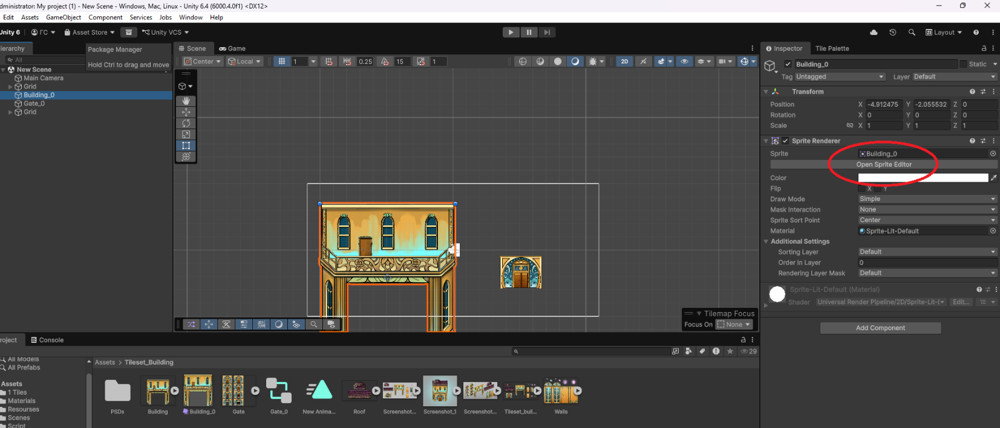 dministrator: My project (1) - New Scene - Windows, Mac, Linux - Unity 6.4 (6000.4.0f1) <DX12>
Edit Assets GameObject Component Services Jobs Window Help
Unity 6 ГС Asset Store Unity VCS Layout
ierarchy Package Manager Scene Game Inspector Tile Palette
All Hold Ctrl to drag and move Center Local 1 0.25 15 1 2D
Building_0 Static
Tag Untagged Layer Default
New Scene
Main Camera
Grid
Building_0
Gate_0
Grid
Transform
Position X -4.912475 Y -2.055532 Z 0
Rotation X 0 Y 0 Z 0
Scale X 1 Y 1 Z 1
Sprite Renderer
Sprite Building_0
Open Sprite Editor
Color
Flip X Y
Draw Mode Simple
Mask Interaction None
Sprite Sort Point Center
Material Sprite-Lit-Default
Additional Settings
Sorting Layer Default
Order in Layer 0
Rendering Layer Mask Default
Sprite-Lit-Default (Material)
Shader Universal Render Pipeline/2D/Sprite-Lit-D Edit...
Add Component
Tilemap Focus
Focus On None
roject Console
29
All Models
All Prefabs
Assets
1 Tiles
Materials
Resourses
Scenes
Script
Assets > Tileset_Building
PSDs Building Building_0 Gate Gate_0 New Anima... Roof Screenshot... Screenshot_1 Screenshot... Tileset_buil... Walls